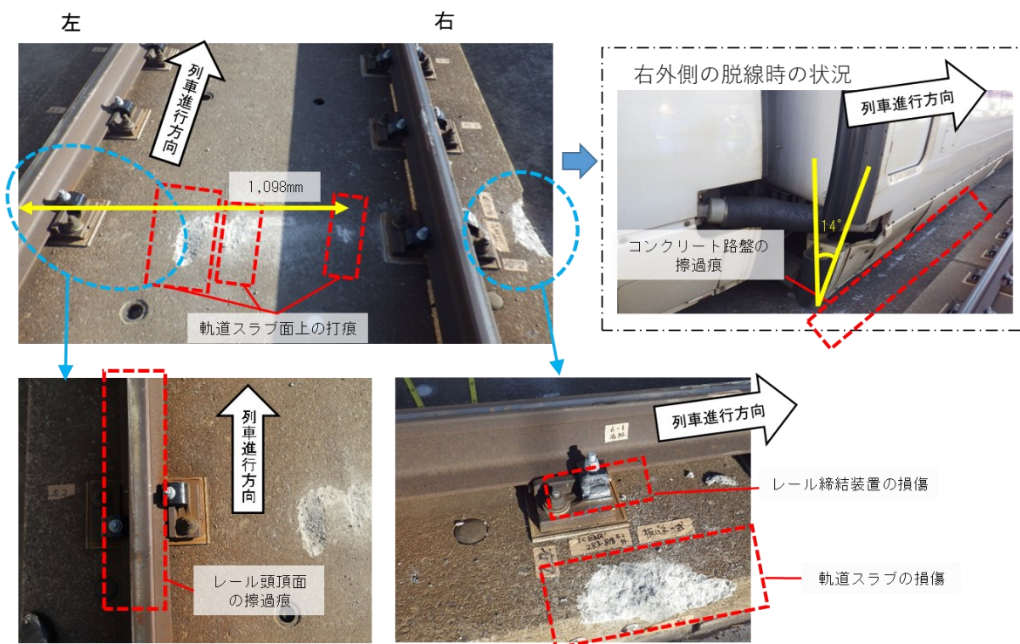 左
右
列車進行方向
1,098mm
軌道スラブ面上の打痕
右外側の脱線時の状況
列車進行方向
14°
コンクリート路盤の
擦過痕
列車進行方向
レール頭頂面
の擦過痕
列車進行方向
レール締結装置の損傷
軌道スラブの損傷